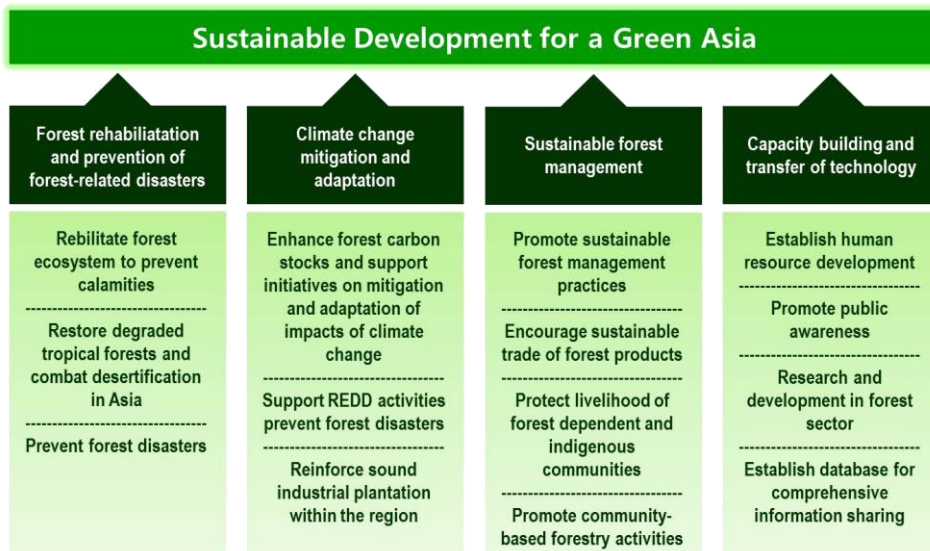 Sustainable Development for a Green Asia
Forest rehabiliatation
and prevention of
forest-related disasters
Rebilitate forest
ecosystem to prevent
calamities
Restore degraded
tropical forests and
combat desertification
in Asia
Prevent forest disasters
Climate change
mitigation and
adaptation
Enhance forest carbon
stocks and support
initiatives on mitigation
and adaptation of
impacts of climate
change
Support REDD activities
prevent forest disasters
Reinforce sound
industrial plantation
within the region
Sustainable forest
management
Promote sustainable
forest management
practices
Encourage sustainable
trade of forest products
Protect livelihood of
forest dependent and
indigenous
communities
Promote community-
based forestry activities
Capacity building and
transfer of technology
Establish human
resource development
Promote public
awareness
Research and
development in forest
sector
Establish database for
comprehensive
information sharing